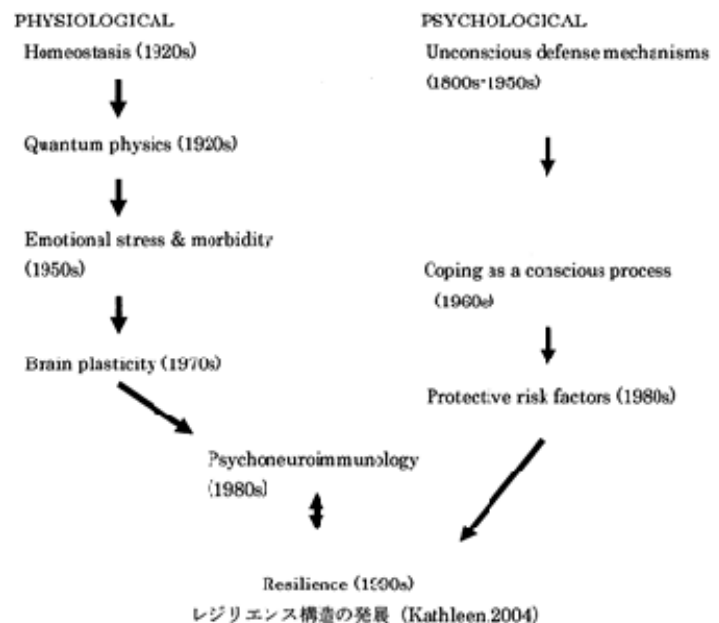 PHYSIOLOGICAL
Homeostasis (1920s)
Quantum physics (1920s)
Emotional stress & morbidity
(1950s)
Brain plasticity (1970s)
PSYCHOLOGICAL
Unconscious defense mechanisms
(1800s-1950s)
Coping as a conscious process
(1960s)
Protective risk factors (1980s)
Psychoneuroimmunology
(1980s)
Resilience (1990s)
レジリエンス構造の発展 (Kathleen,2004)